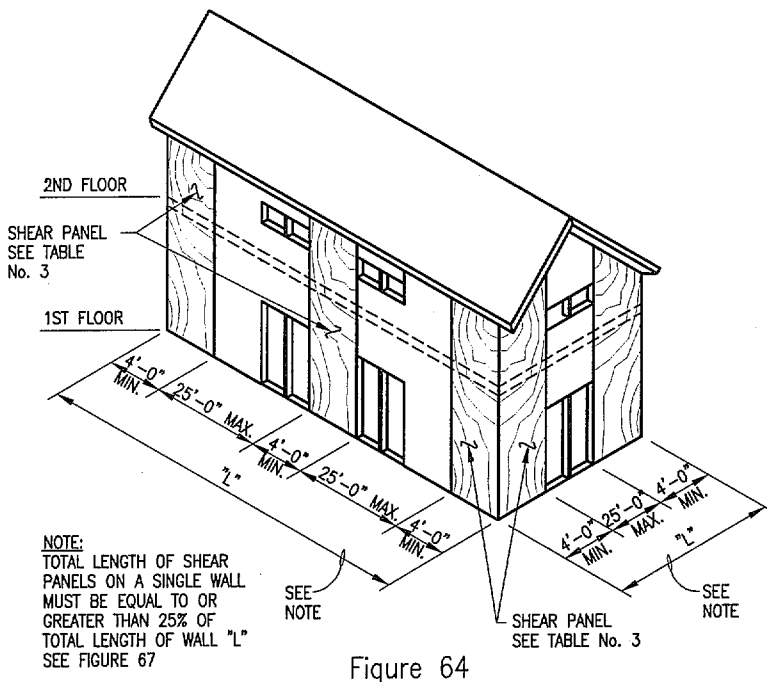 2ND FLOOR
SHEAR PANEL
SEE TABLE
No. 3
1ST FLOOR
4'-0"
MIN.
25'-0" MAX.
4'-0"
MIN.
25'-0" MAX.
4'-0"
MIN.
"L"
4'-0"
MIN.
25'-0"
MAX.
4'-0"
MIN.
"L"
NOTE:
TOTAL LENGTH OF SHEAR
PANELS ON A SINGLE WALL
MUST BE EQUAL TO OR
GREATER THAN 25% OF
TOTAL LENGTH OF WALL "L"
SEE FIGURE 67
SEE
NOTE
SHEAR PANEL
SEE TABLE No. 3
SEE
NOTE
Figure 64